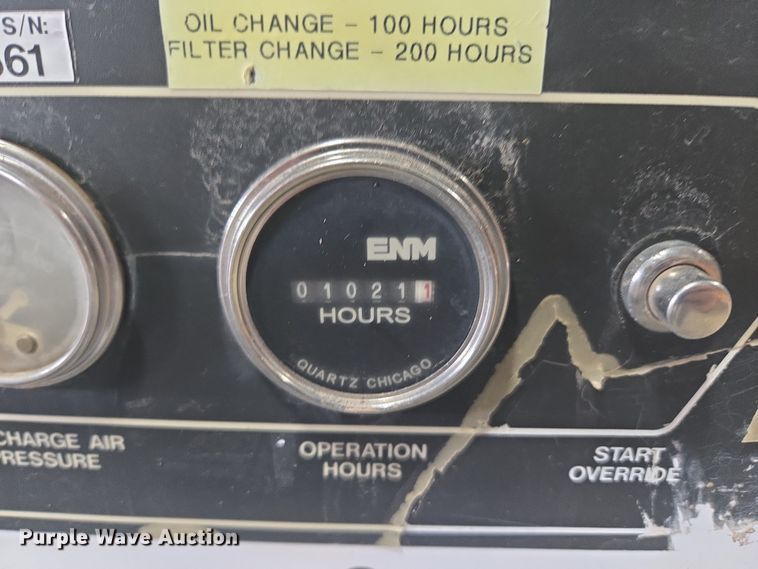 S/N:
661
OIL CHANGE - 100 HOURS
FILTER CHANGE - 200 HOURS
ENM
010211
HOURS
QUARTZ CHICAGO
CHARGE AIR
PRESSURE
OPERATION
HOURS
START
OVERRIDE
Purple Wave Auction